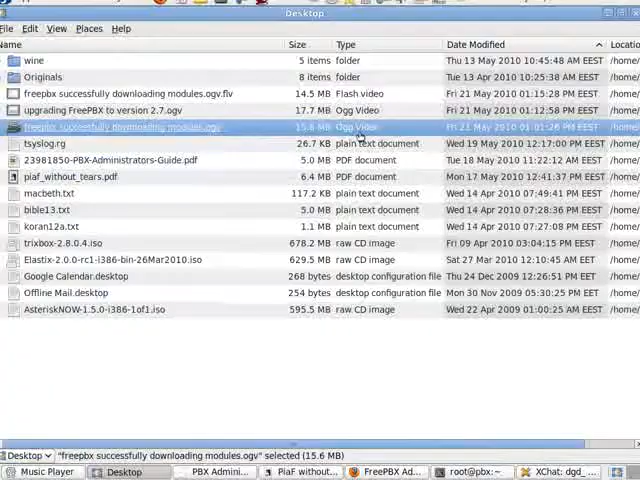 Desktop
File Edit View Places Help
Name Size Type Date Modified Locatio
wine 5 items folder Thu 13 May 2010 10:45:48 AM EEST /home/
Originals 8 items folder Tue 13 Apr 2010 10:25:38 AM EEST /home/
freepbx successfully downloading modules.ogv.flv 14.5 MB Flash video Fri 21 May 2010 01:15:28 PM EEST /home/
upgrading FreePBX to version 2.7.ogv 17.7 MB Ogg Video Fri 21 May 2010 01:12:58 PM EEST /home/
freepbx successfully downloading modules.ogv 15.6 MB Ogg Video Fri 21 May 2010 01:01:26 PM EEST /home/
tsyslog.rg 26.7 KB plain text document Wed 19 May 2010 12:17:00 PM EEST /home/
23981850-PBX-Administrators-Guide.pdf 5.0 MB PDF document Tue 18 May 2010 11:22:12 AM EEST /home/
piaf_without_tears.pdf 6.4 MB PDF document Mon 17 May 2010 12:41:37 PM EEST /home/
macbeth.txt 117.2 KB plain text document Wed 14 Apr 2010 07:49:41 PM EEST /home/
bible13.txt 5.0 MB plain text document Wed 14 Apr 2010 07:28:36 PM EEST /home/
koran12a.txt 1.1 MB plain text document Wed 14 Apr 2010 07:27:08 PM EEST /home/
trixbox-2.8.0.4.iso 678.2 MB raw CD image Fri 09 Apr 2010 03:04:15 PM EEST /home/
Elastix-2.0.0-rc1-i386-bin-26Mar2010.iso 629.5 MB raw CD image Sat 27 Mar 2010 12:10:45 AM EET /home/
Google Calendar.desktop 268 bytes desktop configuration file Thu 24 Dec 2009 12:26:51 PM EET /home/
Offline Mail.desktop 254 bytes desktop configuration file Mon 30 Nov 2009 05:30:25 PM EET /home/
AsteriskNOW-1.5.0-i386-1of1.iso 595.5 MB raw CD image Wed 22 Apr 2009 01:00:25 AM EEST /home/
Desktop "freepbx successfully downloading modules.ogv" selected (15.6 MB)
Music Player Desktop PBX Admini... PiaF without... FreePBX Ad... root@pbx:~ XChat: dgd_ ...